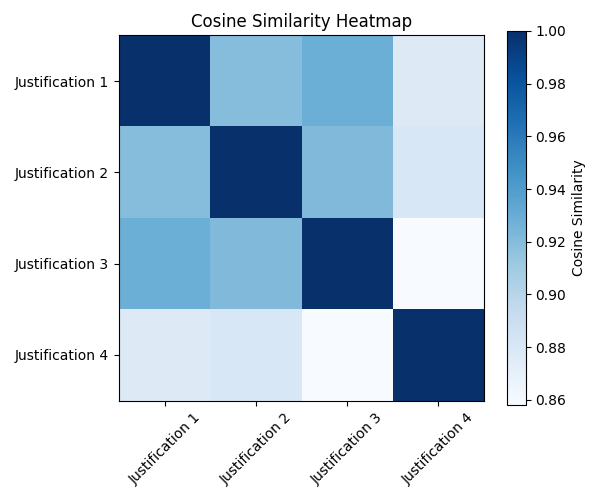 Cosine Similarity Heatmap
Justification 1
Justification 2
Justification 3
Justification 4
Justification 1
Justification 2
Justification 3
Justification 4
1.00
0.98
0.96
0.94
0.92
0.90
0.88
0.86
Cosine Similarity